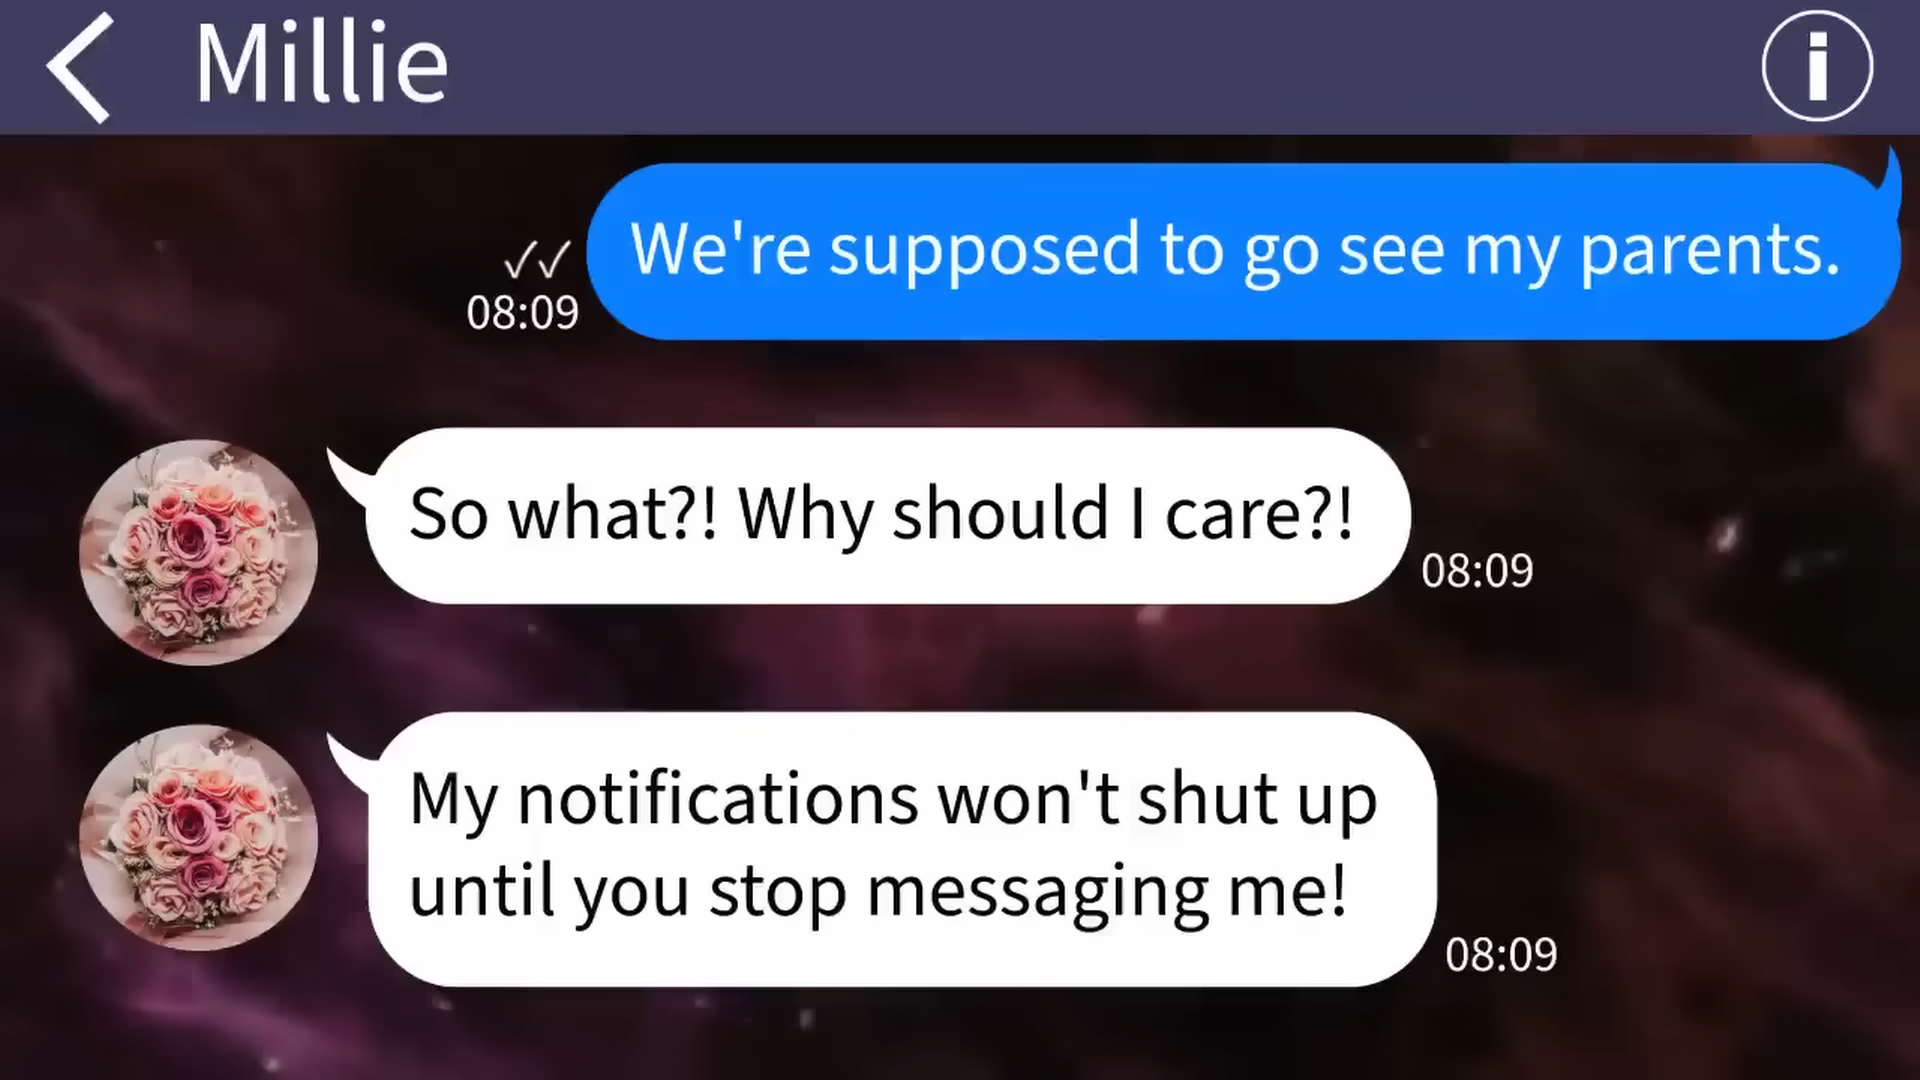 Millie
We're supposed to go see my parents.
✓✓
08:09
So what?! Why should I care?!
08:09
My notifications won't shut up
until you stop messaging me!
08:09